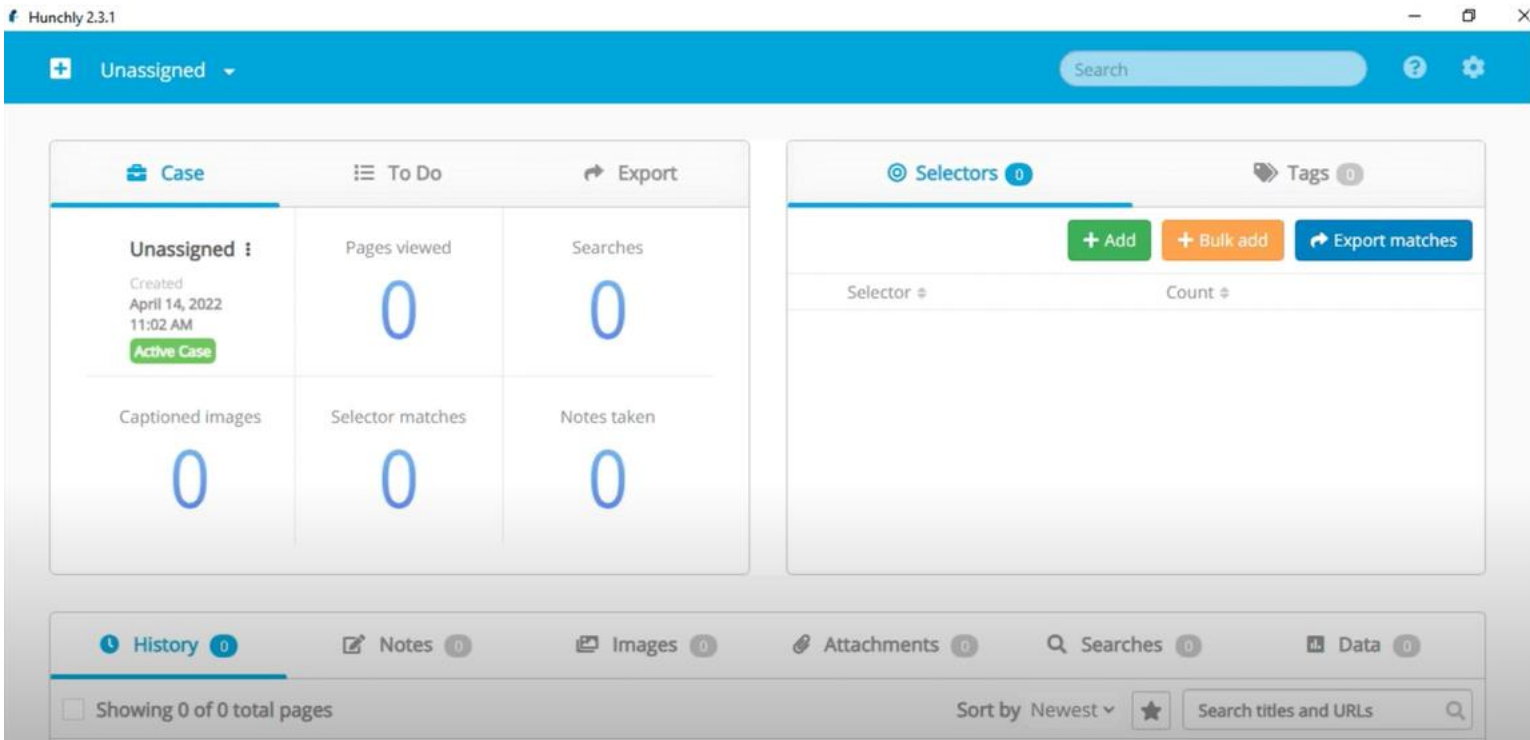 Hunchly 2.3.1
Unassigned
Search
Case
To Do
Export
Unassigned
Created
April 14, 2022
11:02 AM
Active Case
Pages viewed
0
Searches
0
Captioned images
0
Selector matches
0
Notes taken
0
Selectors 0
Tags 0
+ Add
+ Bulk add
Export matches
Selector
Count
History 0
Notes 0
Images 0
Attachments 0
Searches 0
Data 0
Showing 0 of 0 total pages
Sort by Newest
Search titles and URLs